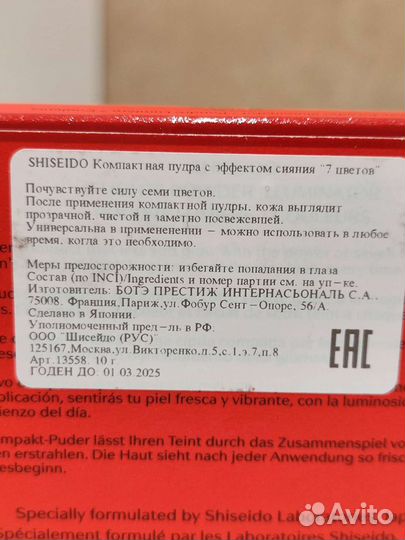 SHISEIDO Компактная пудра с эффектом сияния "7 цветов"
Почувствуйте силу семи цветов.
После применения компактной пудры, кожа выглядит
прозрачной, чистой и заметно посвежевшей.
Универсальна в применении – можно использовать в любое
время, когда это необходимо.
Меры предосторожности: избегайте попадания в глаза
Состав (по INCI)/Ingredients и номер партии см. на уп-ке.
Изготовитель: БОТЭ ПРЕСТИЖ ИНТЕРНАСЬОНАЛЬ С.А.,
75008. Франция,Париж,ул.Фобур Сент-Оноре, 56/А.
Сделано в Японии.
Уполномоченный пред-ль в РФ:
ООО "Шисейдо (РУС)"
125167,Москва,ул.Викторенко,д.5,с.1,э.7,п.8
Арт.13558. 10 г
ГОДЕН ДО: 01 03.2025
EAC
plicación, sentirás tu piel fresca y vibrante, con la luminosid
ienzo del día.
ompakt-Puder lässt Ihren Teint durch das Zusammenspiel vo
en erstrahlen. Die Haut sieht nach jeder Anwendung so frisc
esbeginn.
Specially formulated by Shiseido Lab
Spécialement formulé par les Laboratoires Shiseido.
Avito